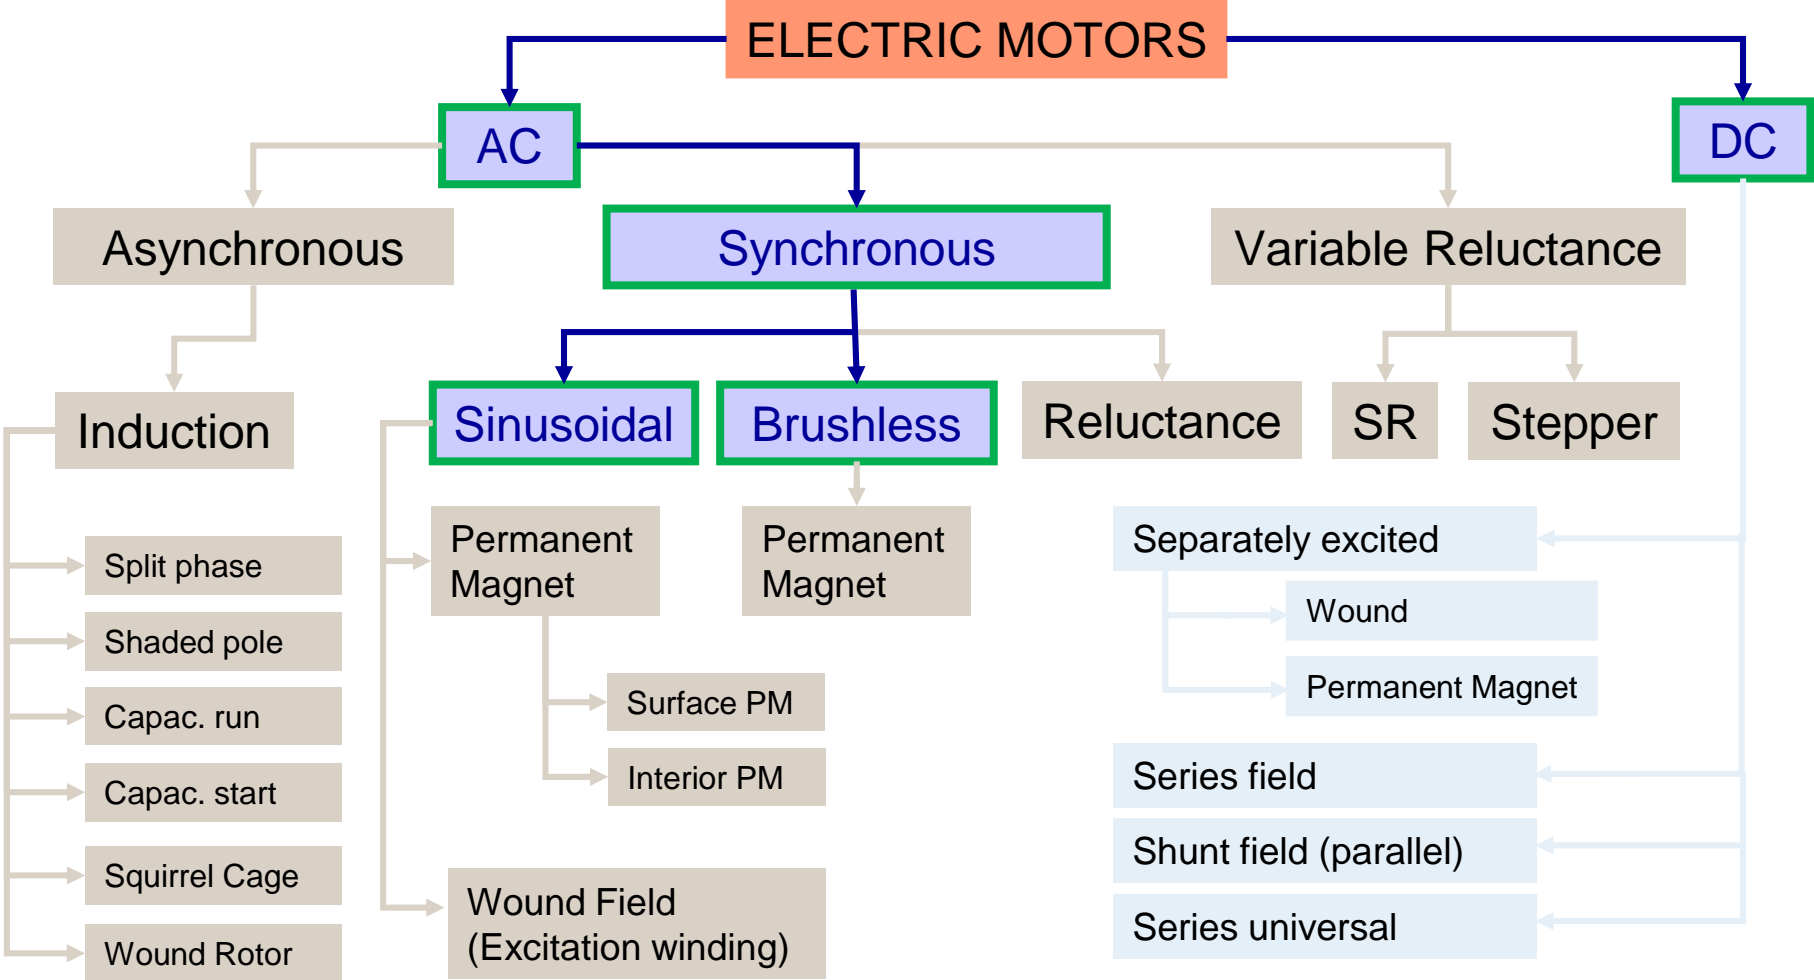 ELECTRIC MOTORS
AC
DC
Asynchronous
Synchronous
Variable Reluctance
Induction
Sinusoidal
Brushless
Reluctance
SR
Stepper
Split phase
Shaded pole
Capac. run
Capac. start
Squirrel Cage
Wound Rotor
Permanent
Magnet
Surface PM
Interior PM
Wound Field
(Excitation winding)
Permanent
Magnet
Separately excited
Wound
Permanent Magnet
Series field
Shunt field (parallel)
Series universal